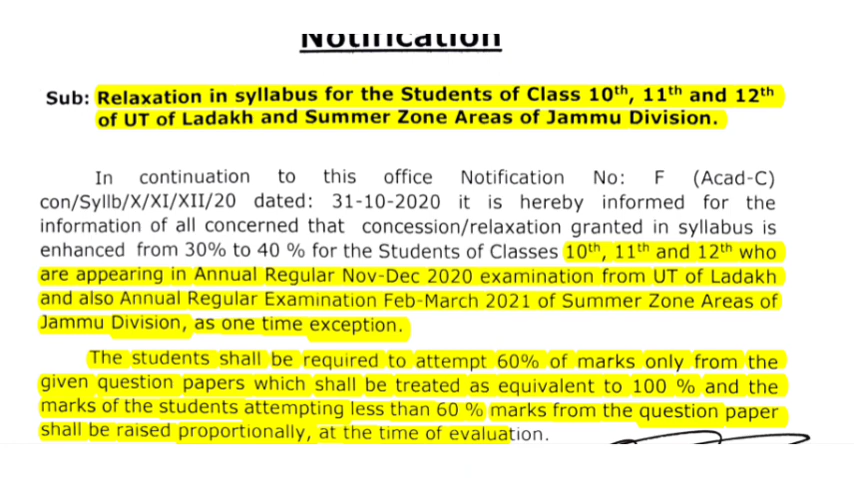 Notification
Sub: Relaxation in syllabus for the Students of Class 10th, 11th and 12th
of UT of Ladakh and Summer Zone Areas of Jammu Division.
In continuation to this office Notification No: F (Acad-C)
con/Syllb/X/XI/XII/20 dated: 31-10-2020 it is hereby informed for the
information of all concerned that concession/relaxation granted in syllabus is
enhanced from 30% to 40 % for the Students of Classes 10th, 11th and 12th who
are appearing in Annual Regular Nov-Dec 2020 examination from UT of Ladakh
and also Annual Regular Examination Feb-March 2021 of Summer Zone Areas of
Jammu Division, as one time exception.
The students shall be required to attempt 60% of marks only from the
given question papers which shall be treated as equivalent to 100 % and the
marks of the students attempting less than 60 % marks from the question paper
shall be raised proportionally, at the time of evaluation.